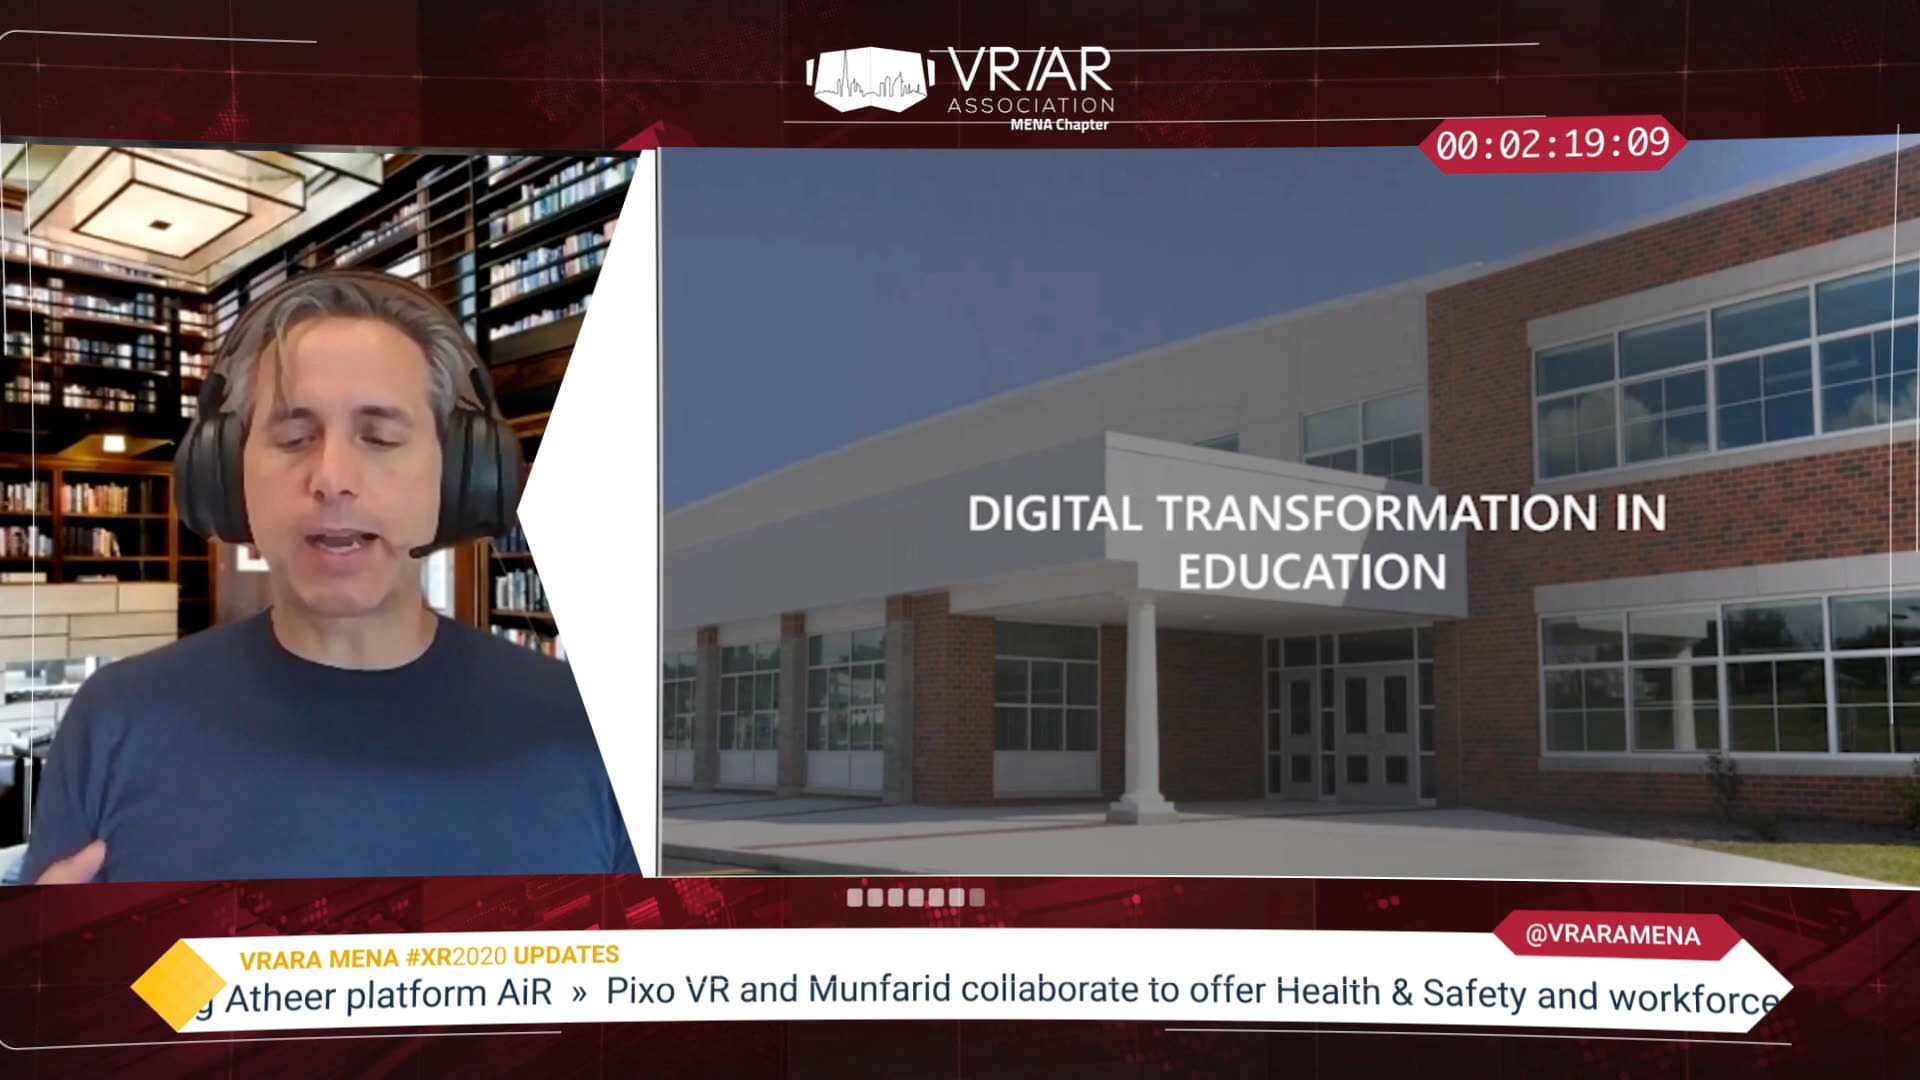 VR/AR
ASSOCIATION
MENA Chapter
00:02:19:09
DIGITAL TRANSFORMATION IN
EDUCATION
@VRARAMENA
VRARA MENA #XR2020 UPDATES
g Atheer platform AiR » Pixo VR and Munfarid collaborate to offer Health & Safety and workforce